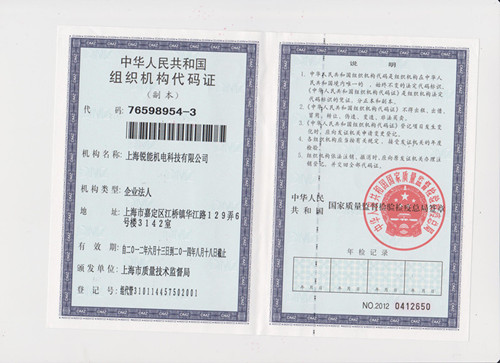 中华人民共和国
组织机构代码证
(副本)
代 码: 76598954-3
机构名称: 上海锐能机电科技有限公司
机构类型: 企业法人
地 址: 上海市嘉定区江桥镇华江路129弄6
号楼3142室
有 效 期: 自二〇一二年六月十三日到二〇一四年八月十八日截止
颁发单位: 上海市质量技术监督局
登 记 号: 组代管310114457502001
说 明
1. 中华人民共和国组织机构代码是组织机构在中华人
民共和国境内唯一的、始终不变的法定代码标识,
《中华人民共和国组织机构代码证》是组织机构法定
代码标识的凭证,分正本和副本。
2. 《中华人民共和国组织机构代码证》不得出租、出借、
冒用、转让、伪造、变造、非法买卖。
3. 《中华人民共和国组织机构代码证》登记项目发生变
更时,应向发证机关申请变更登记。
4. 各组织机构应当按有关规定,接受发证机关的年度
检验。
5. 组织机构依法注销、撤消时,应向原发证机关办理注
销登记,并交回全部代码证。
中华人民
共和国 国家质量监督检验检疫总局签章
年检记录
NO.2012 0412650